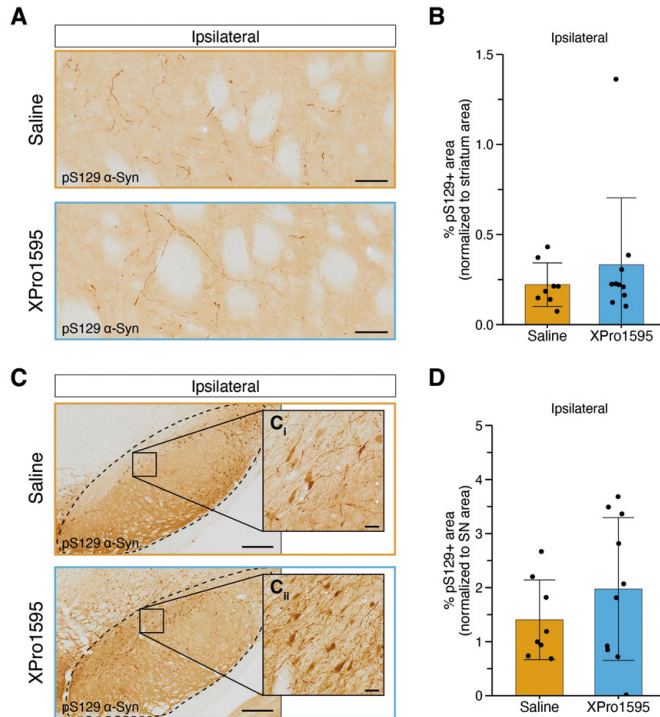 A
Ipsilateral
Saline
pS129 α-Syn
XPro1595
pS129 α-Syn
B
Ipsilateral
% pS129+ area
(normalized to striatum area)
1.5
1.0
0.5
0.0
Saline XPro1595
C
Ipsilateral
Saline
Ci
pS129 α-Syn
XPro1595
Cii
pS129 α-Syn
D
Ipsilateral
% pS129+ area
(normalized to SN area)
5
4
3
2
1
0
Saline XPro1595